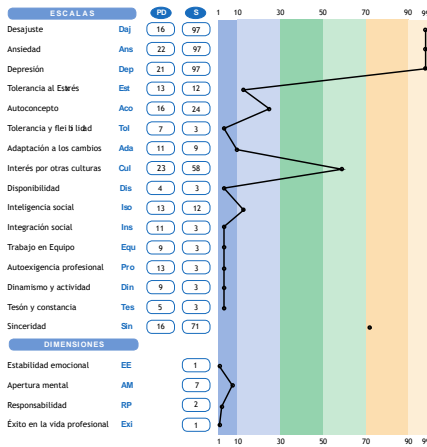 ESCALAS PD S 1 10 30 50 70 90 99
Desajuste Daj 16 97
Ansiedad Ans 22 97
Depresión Dep 21 97
Tolerancia al Estrés Est 13 12
Autoconcepto Aco 16 24
Tolerancia y fleibilidad Tol 7 3
Adaptación a los cambios Ada 11 9
Interés por otras culturas Cul 23 58
Disponibilidad Dis 4 3
Inteligencia social Iso 13 12
Integración social Ins 11 3
Trabajo en Equipo Equ 9 3
Autoexigencia profesional Pro 13 3
Dinamismo y actividad Din 9 3
Tesón y constancia Tes 5 3
Sinceridad Sin 16 71
DIMENSIONES
Estabilidad emocional EE 1
Apertura mental AM 7
Responsabilidad RP 2
Éxito en la vida profesional Exi 1
1 10 30 50 70 90 99